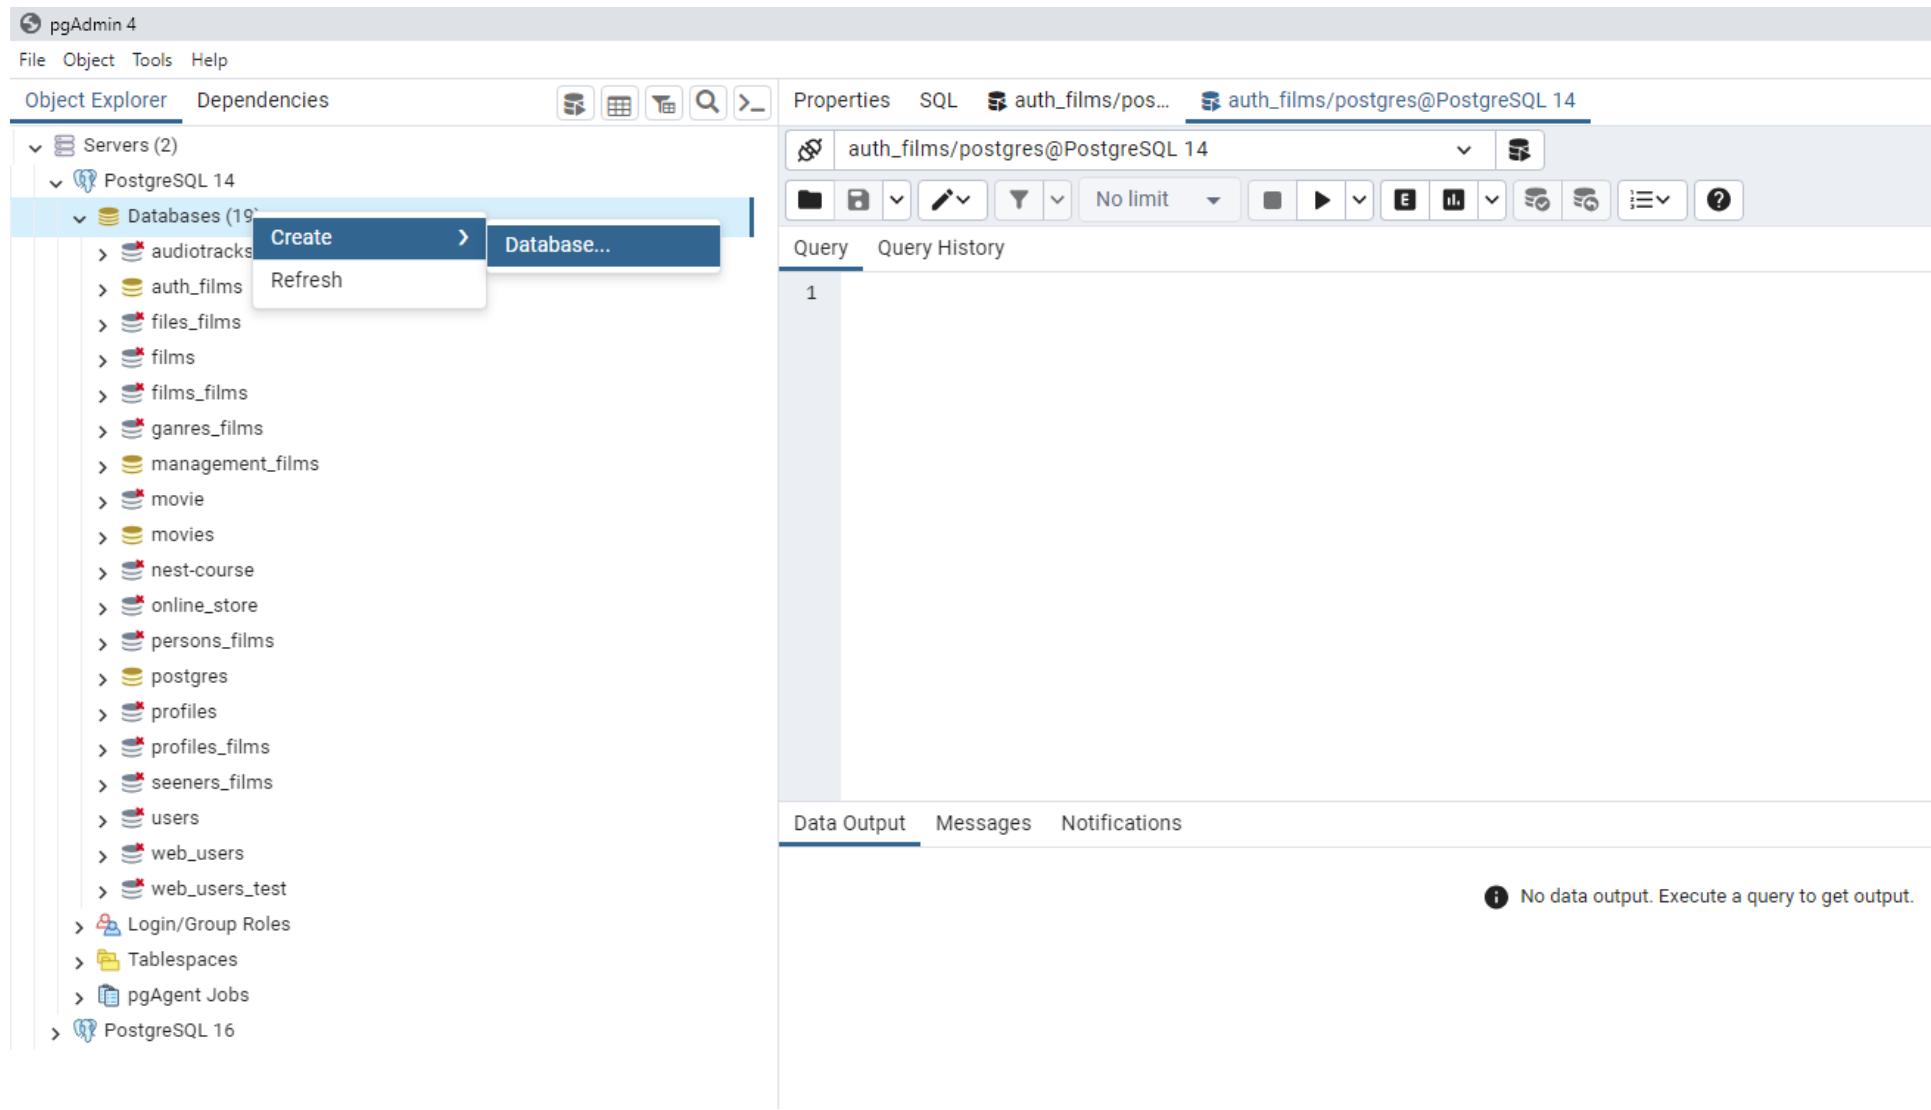 pgAdmin 4
File Object Tools Help
Object Explorer Dependencies
Servers (2)
PostgreSQL 14
Databases (19)
Create
Refresh
Database...
audiotracks
auth_films
files_films
films
films_films
ganres_films
management_films
movie
movies
nest-course
online_store
persons_films
postgres
profiles
profiles_films
seeners_films
users
web_users
web_users_test
Login/Group Roles
Tablespaces
pgAgent Jobs
PostgreSQL 16
Properties SQL auth_films/pos... auth_films/postgres@PostgreSQL 14
auth_films/postgres@PostgreSQL 14
No limit E
Query Query History
1
Data Output Messages Notifications
No data output. Execute a query to get output.